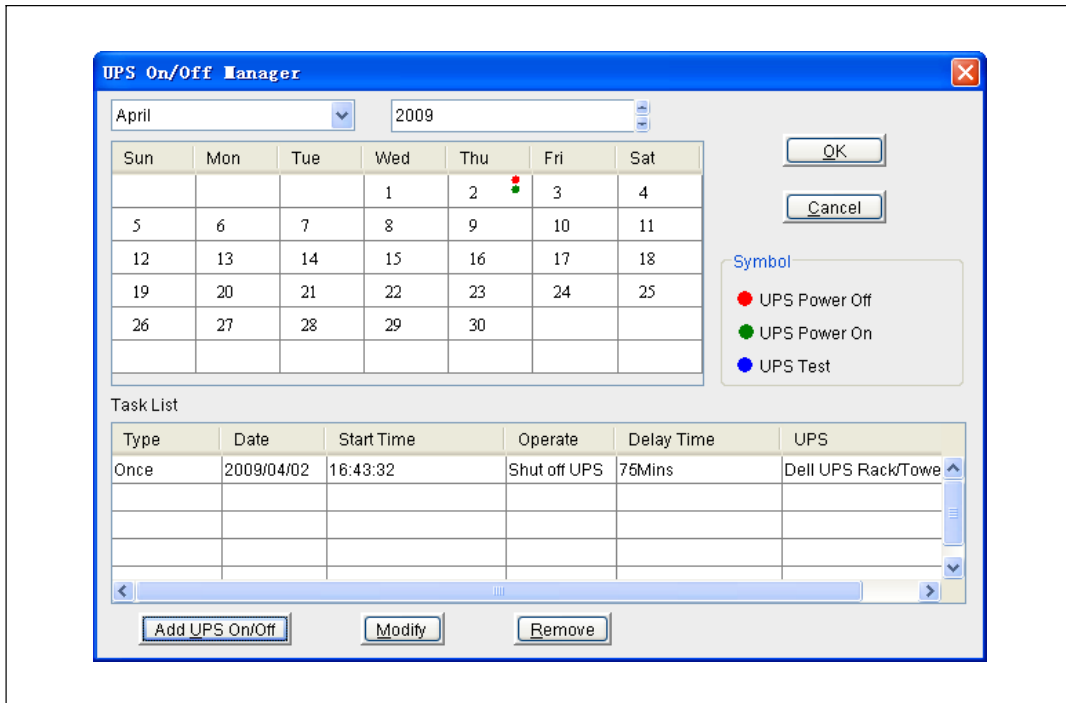 UPS On/Off Manager
April 2009
Sun Mon Tue Wed Thu Fri Sat
1 2 3 4
5 6 7 8 9 10 11
12 13 14 15 16 17 18
19 20 21 22 23 24 25
26 27 28 29 30
OK
Cancel
Symbol
UPS Power Off
UPS Power On
UPS Test
Task List
Type Date Start Time Operate Delay Time UPS
Once 2009/04/02 16:43:32 Shut off UPS 75Mins Dell UPS Rack/Towe
Add UPS On/Off Modify Remove